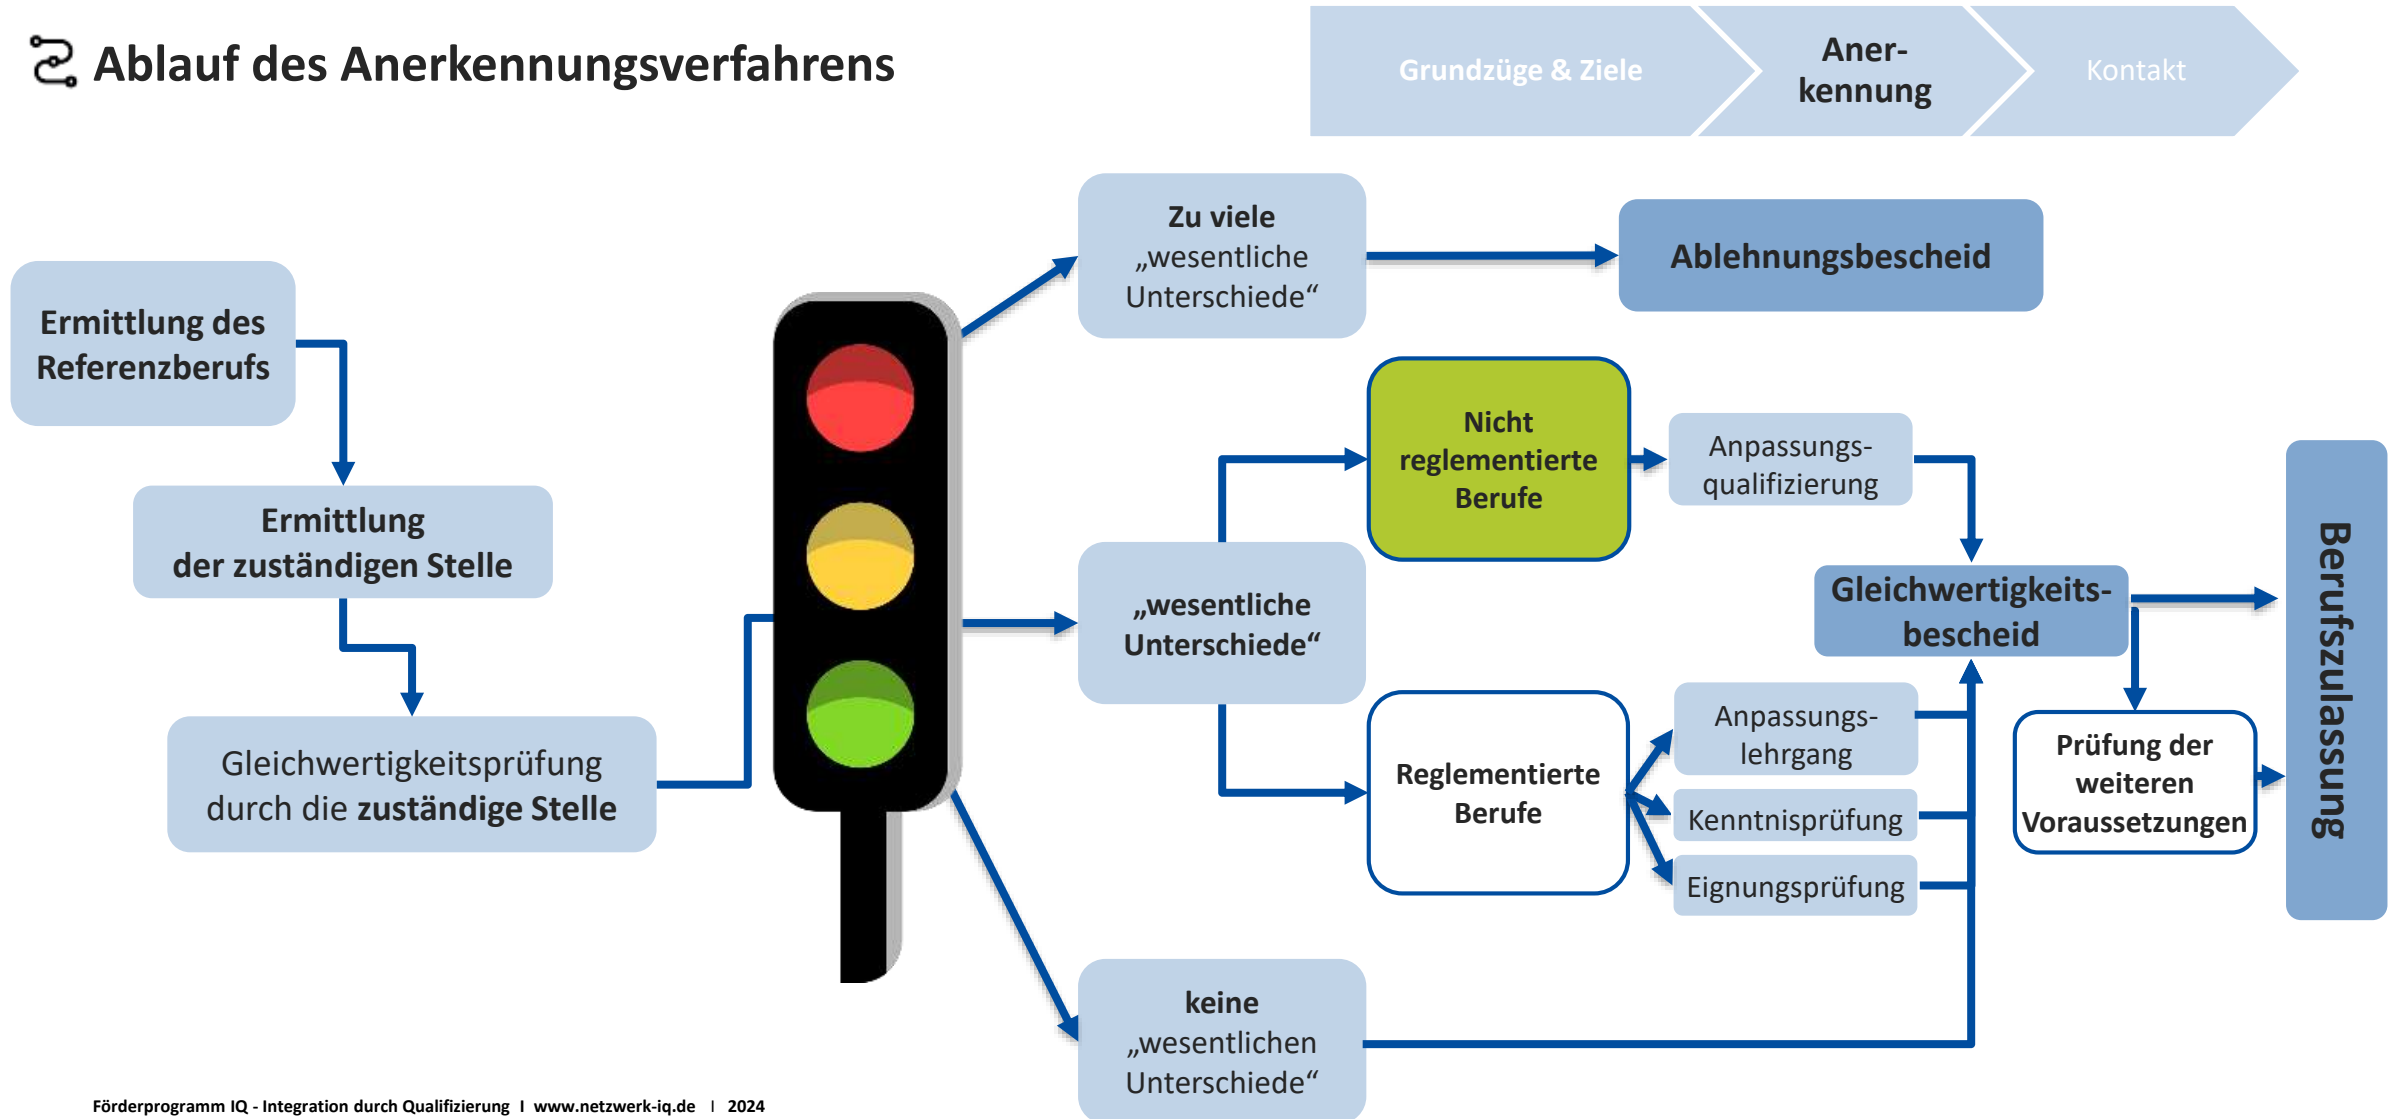 Ablauf des Anerkennungsverfahrens
Grundzüge & Ziele
Aner-
kennung
Kontakt
Ermittlung des
Referenzberufs
Ermittlung
der zuständigen Stelle
Gleichwertigkeitsprüfung
durch die zuständige Stelle
Zu viele
„wesentliche
Unterschiede“
Ablehnungsbescheid
„wesentliche
Unterschiede“
Nicht
reglementierte
Berufe
Anpassungs-
qualifizierung
Reglementierte
Berufe
Anpassungs-
lehrgang
Kenntnisprüfung
Eignungsprüfung
keine
„wesentlichen
Unterschiede“
Gleichwertigkeits-
bescheid
Prüfung der
weiteren
Voraussetzungen
Berufszulassung
Förderprogramm IQ - Integration durch Qualifizierung I www.netzwerk-iq.de I 2024